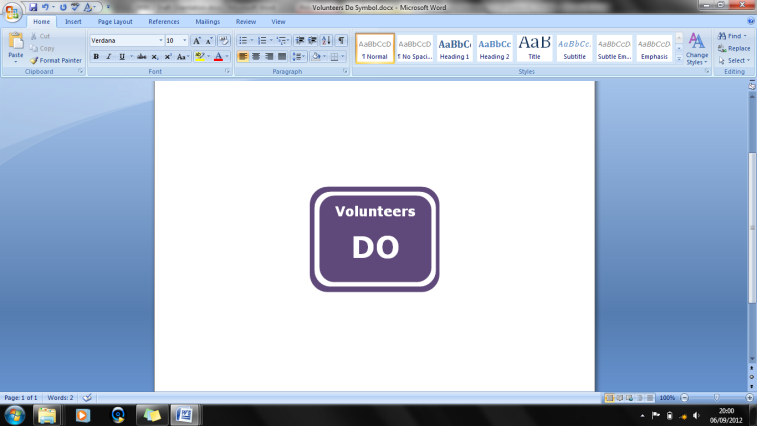 Volunteers Do Symbol.docx - Microsoft Word
Home Insert Page Layout References Mailings Review View
Paste
Cut
Copy
Format Painter
Clipboard
Verdana 10
Font
Paragraph
AaBbCcD AaBbCcD AaBbC AaBbCc AaB AaBbCc. AaBbCcD AaBbCcD
¶ Normal ¶ No Spaci... Heading 1 Heading 2 Title Subtitle Subtle Em... Emphasis
Change Styles
Styles
Find
Replace
Select
Editing
Volunteers
DO
Page: 1 of 1 Words: 2
100%
20:00
06/09/2012